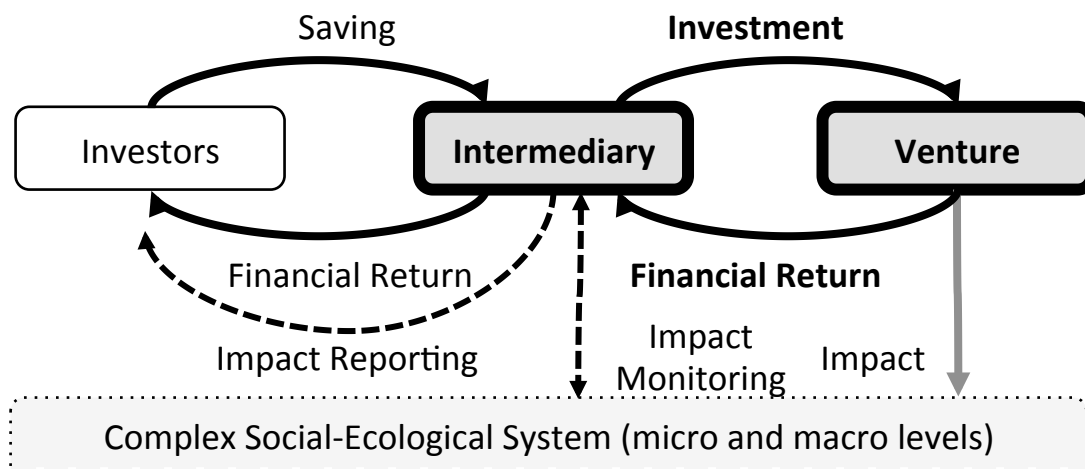 Saving
Investment
Investors
Intermediary
Venture
Financial Return
Financial Return
Impact Reporting
Impact
Monitoring
Impact
Complex Social-Ecological System (micro and macro levels)